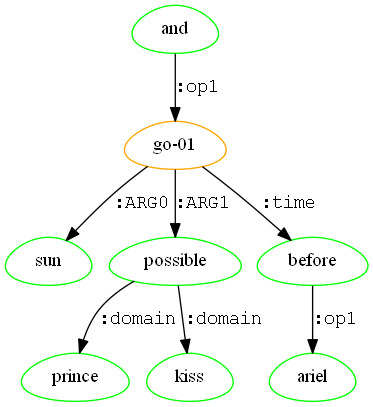 and
:op1
go-01
:ARG0 :ARG1 :time
sun possible before
:domain :domain :op1
prince kiss ariel